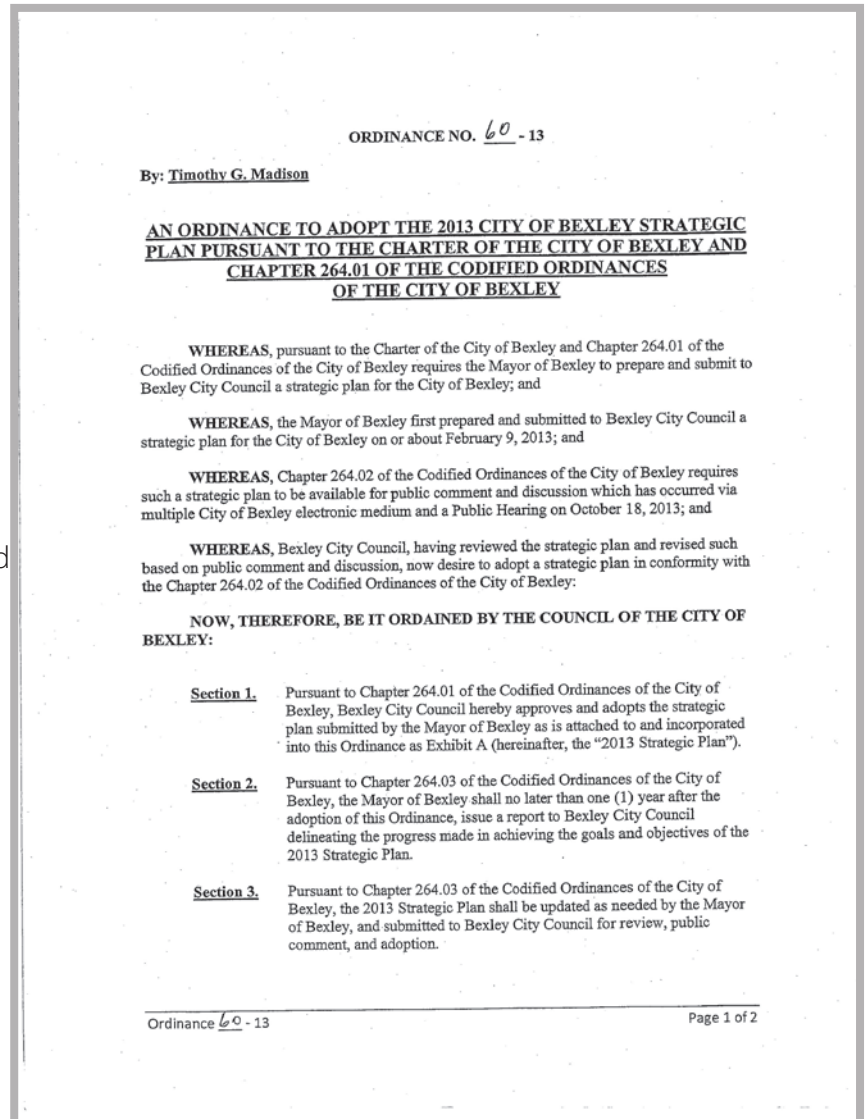 ORDINANCE NO. 60 - 13
By: Timothy G. Madison
AN ORDINANCE TO ADOPT THE 2013 CITY OF BEXLEY STRATEGIC
PLAN PURSUANT TO THE CHARTER OF THE CITY OF BEXLEY AND
CHAPTER 264.01 OF THE CODIFIED ORDINANCES
OF THE CITY OF BEXLEY
WHEREAS, pursuant to the Charter of the City of Bexley and Chapter 264.01 of the
Codified Ordinances of the City of Bexley requires the Mayor of Bexley to prepare and submit to
Bexley City Council a strategic plan for the City of Bexley; and
WHEREAS, the Mayor of Bexley first prepared and submitted to Bexley City Council a
strategic plan for the City of Bexley on or about February 9, 2013; and
WHEREAS, Chapter 264.02 of the Codified Ordinances of the City of Bexley requires
such a strategic plan to be available for public comment and discussion which has occurred via
multiple City of Bexley electronic medium and a Public Hearing on October 18, 2013; and
WHEREAS, Bexley City Council, having reviewed the strategic plan and revised such
based on public comment and discussion, now desire to adopt a strategic plan in conformity with
the Chapter 264.02 of the Codified Ordinances of the City of Bexley:
NOW, THEREFORE, BE IT ORDAINED BY THE COUNCIL OF THE CITY OF
BEXLEY:
Section 1. Pursuant to Chapter 264.01 of the Codified Ordinances of the City of
Bexley, Bexley City Council hereby approves and adopts the strategic
plan submitted by the Mayor of Bexley as is attached to and incorporated
into this Ordinance as Exhibit A (hereinafter, the “2013 Strategic Plan”).
Section 2. Pursuant to Chapter 264.03 of the Codified Ordinances of the City of
Bexley, the Mayor of Bexley shall no later than one (1) year after the
adoption of this Ordinance, issue a report to Bexley City Council
delineating the progress made in achieving the goals and objectives of the
2013 Strategic Plan.
Section 3. Pursuant to Chapter 264.03 of the Codified Ordinances of the City of
Bexley, the 2013 Strategic Plan shall be updated as needed by the Mayor
of Bexley, and submitted to Bexley City Council for review, public
comment, and adoption.
Ordinance 60 - 13 Page 1 of 2